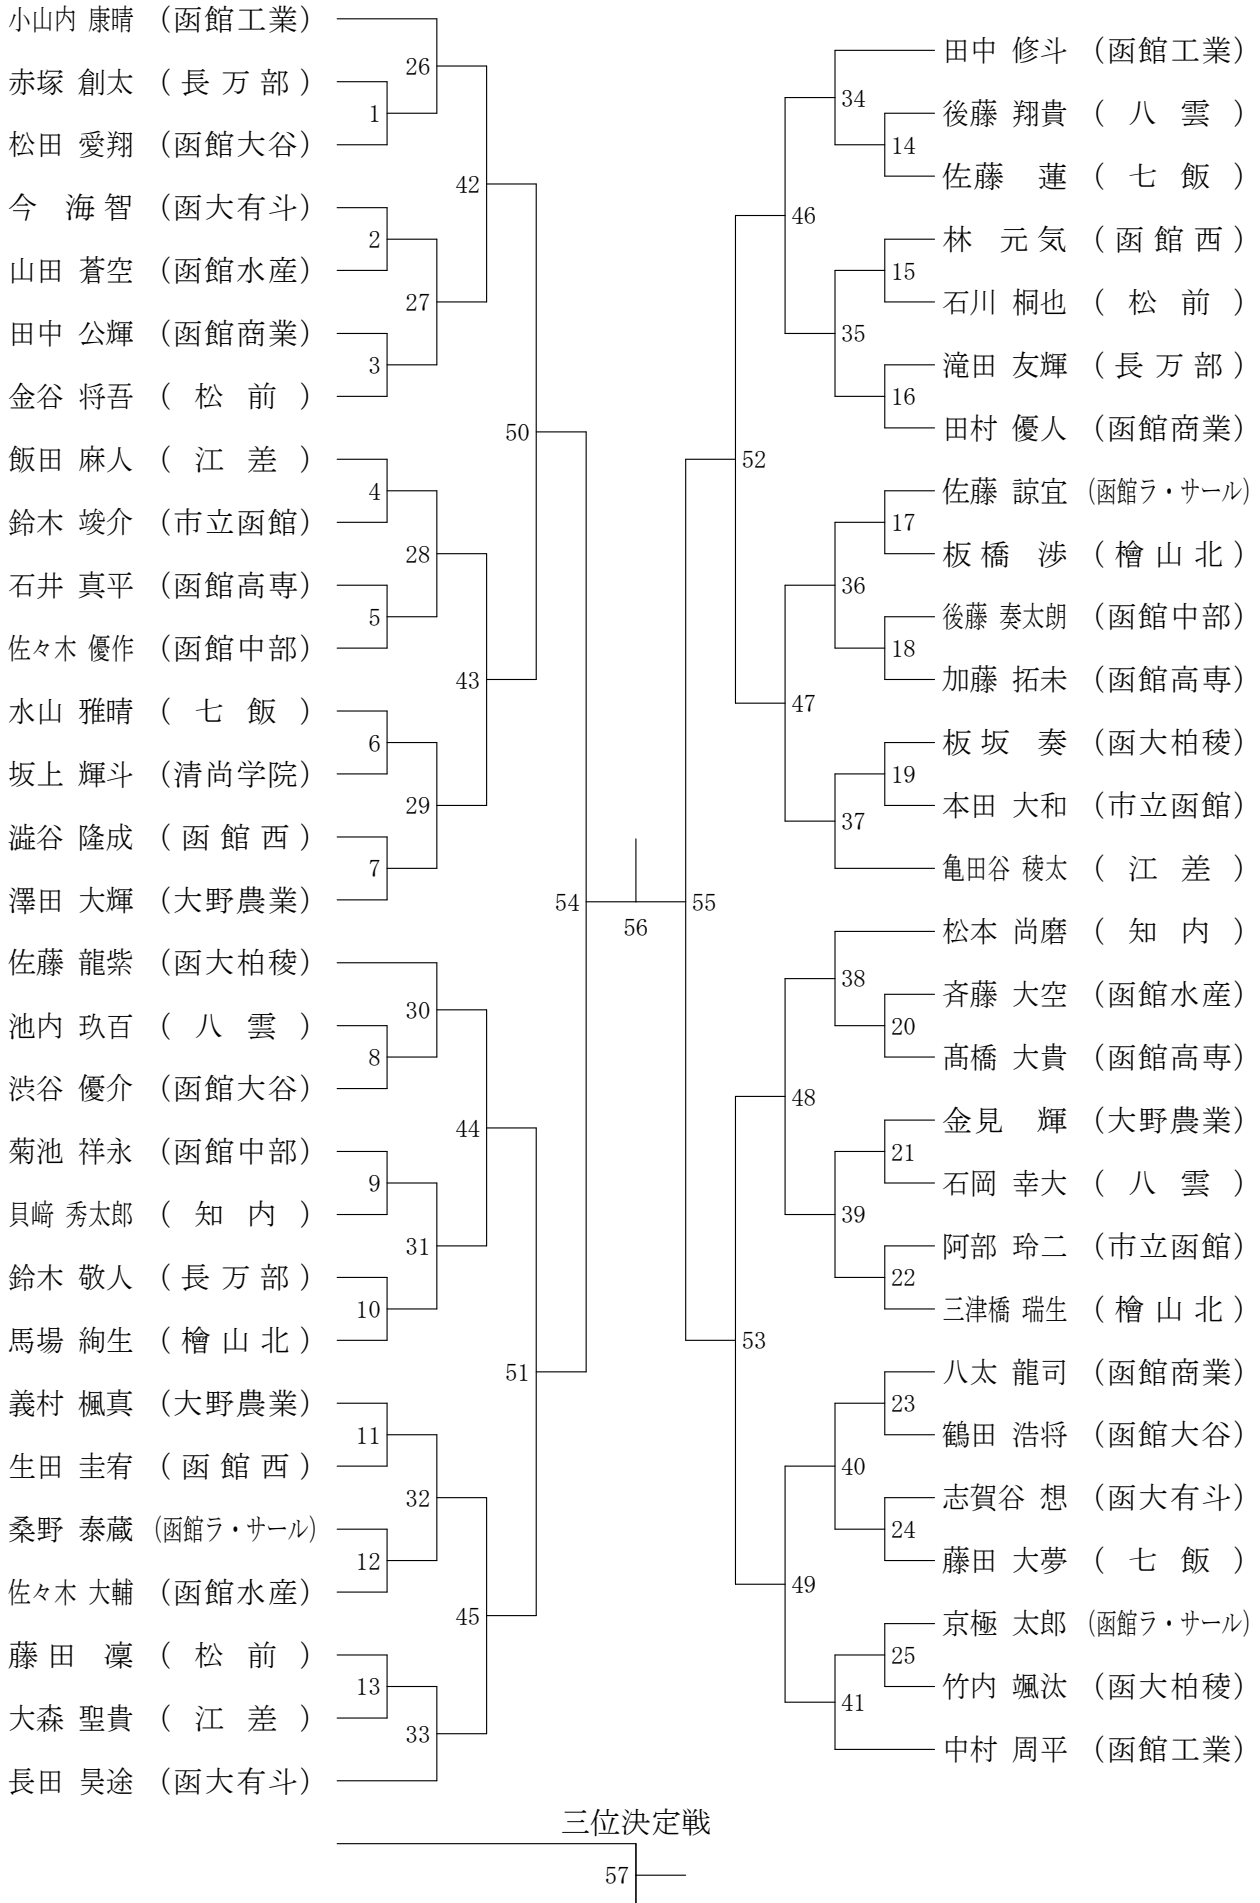 小山内 康晴 (函館工業)
26
赤塚 創太 (長万部)
1
松田 愛翔 (函館大谷)
42
今 海智 (函大有斗)
2
山田 蒼空 (函館水産)
27
田中 公輝 (函館商業)
3
金谷 将吾 (松前)
50
飯田 麻人 (江差)
4
鈴木 竣介 (市立函館)
28
石井 真平 (函館高専)
5
佐々木 優作 (函館中部)
43
水山 雅晴 (七飯)
6
坂上 輝斗 (清尚学院)
29
澁谷 隆成 (函館西)
7
澤田 大輝 (大野農業)
54
佐藤 龍紫 (函大柏稜)
30
池内 玖百 (八雲)
8
渋谷 優介 (函館大谷)
44
菊池 祥永 (函館中部)
9
貝﨑 秀太郎 (知内)
31
鈴木 敬人 (長万部)
10
馬場 絢生 (檜山北)
51
義村 楓真 (大野農業)
11
生田 圭宥 (函館西)
32
桑野 泰蔵 (函館ラ・サール)
12
佐々木 大輔 (函館水産)
45
藤田 凜 (松前)
13
大森 聖貴 (江差)
33
長田 昊途 (函大有斗)
56
田中 修斗 (函館工業)
34
後藤 翔貴 (八雲)
14
佐藤 蓮 (七飯)
46
林 元気 (函館西)
15
石川 桐也 (松前)
35
滝田 友輝 (長万部)
16
田村 優人 (函館商業)
52
佐藤 諒宜 (函館ラ・サール)
17
板橋 渉 (檜山北)
36
後藤 奏太朗 (函館中部)
18
加藤 拓未 (函館高専)
47
板坂 奏 (函大柏稜)
19
本田 大和 (市立函館)
37
亀田谷 稜太 (江差)
55
松本 尚磨 (知内)
38
斉藤 大空 (函館水産)
20
髙橋 大貴 (函館高専)
48
金見 輝 (大野農業)
21
石岡 幸大 (八雲)
39
阿部 玲二 (市立函館)
22
三津橋 瑞生 (檜山北)
53
八太 龍司 (函館商業)
23
鶴田 浩将 (函館大谷)
40
志賀谷 想 (函大有斗)
24
藤田 大夢 (七飯)
49
京極 太郎 (函館ラ・サール)
25
竹内 颯汰 (函大柏稜)
41
中村 周平 (函館工業)
三位決定戦
57